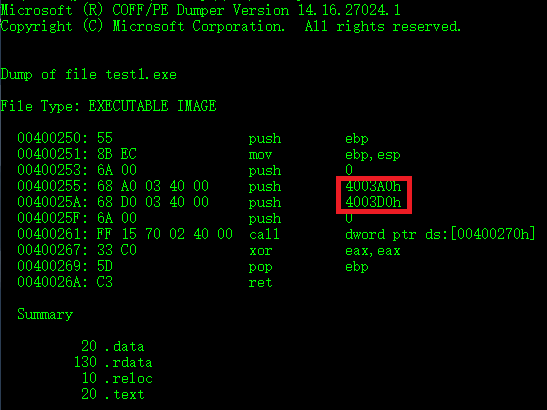 Microsoft (R) COFF/PE Dumper Version 14.16.27024.1
Copyright (C) Microsoft Corporation.  All rights reserved.
Dump of file test1.exe
File Type: EXECUTABLE IMAGE
00400250: 55                 push        ebp
00400251: 8B EC              mov         ebp,esp
00400253: 6A 00              push        0
00400255: 68 A0 03 40 00     push        4003A0h
0040025A: 68 D0 03 40 00     push        4003D0h
0040025F: 6A 00              push        0
00400261: FF 15 70 02 40 00  call        dword ptr ds:[00400270h]
00400267: 33 C0              xor         eax,eax
00400269: 5D                 pop         ebp
0040026A: C3                 ret
Summary
20 .data
130 .rdata
10 .reloc
20 .text